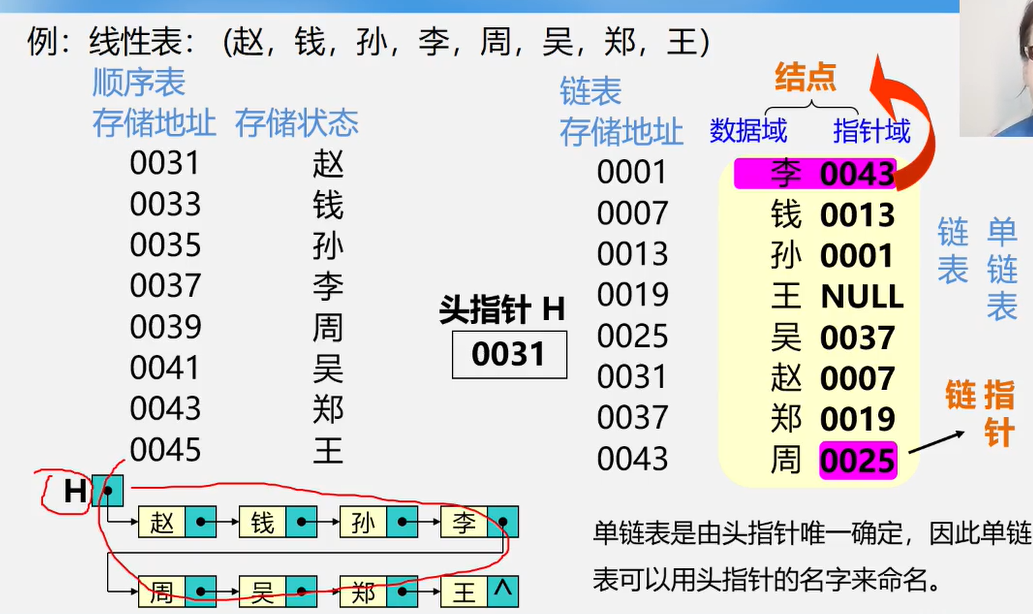 例：线性表：（赵，钱，孙，李，周，吴，郑，王）
顺序表
存储地址 存储状态
0031 赵
0033 钱
0035 孙
0037 李
0039 周
0041 吴
0043 郑
0045 王
头指针 H
0031
链表
存储地址
结点
数据域 指针域
0001 李 0043
0007 钱 0013
0013 孙 0001
0019 王 NULL
0025 吴 0037
0031 赵 0007
0037 郑 0019
0043 周 0025
链表
单链表
链
指针
H
赵 钱 孙 李
周 吴 郑 王 ^
单链表是由头指针唯一确定，因此单链
表可以用头指针的名字来命名。